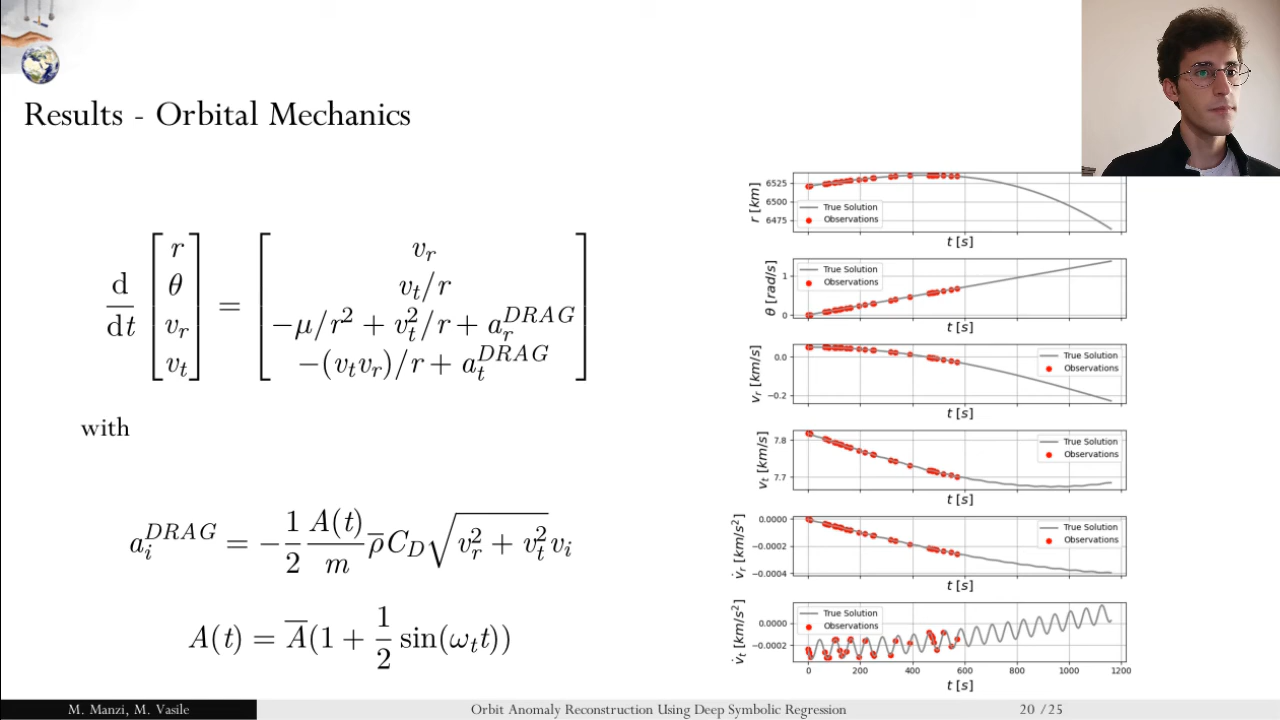 Results - Orbital Mechanics
d/dt [r θ v_r v_t] = [v_r
v_t/r
−μ/r² + v_t²/r + a_r^{DRAG}
−(v_t v_r)/r + a_t^{DRAG}]
with
a_i^{DRAG} = −1/2 A(t)/m ρ̅ C_D √(v_r² + v_t²) v_i
A(t) = A̅(1 + 1/2 sin(ω_t t))
r [km]
6525
6500
6475
True Solution
Observations
t [s]
θ [rad/s]
1
0
True Solution
Observations
t [s]
v_r [km/s]
0.0
−0.2
True Solution
Observations
t [s]
v_t [km/s]
7.8
7.7
True Solution
Observations
t [s]
v̇_r [km/s²]
0.0000
−0.0002
−0.0004
True Solution
Observations
t [s]
v̇_t [km/s²]
0.0000
−0.0002
True Solution
Observations
0 200 400 600 800 1000 1200
t [s]
M. Manzi, M. Vasile Orbit Anomaly Reconstruction Using Deep Symbolic Regression 20 / 25